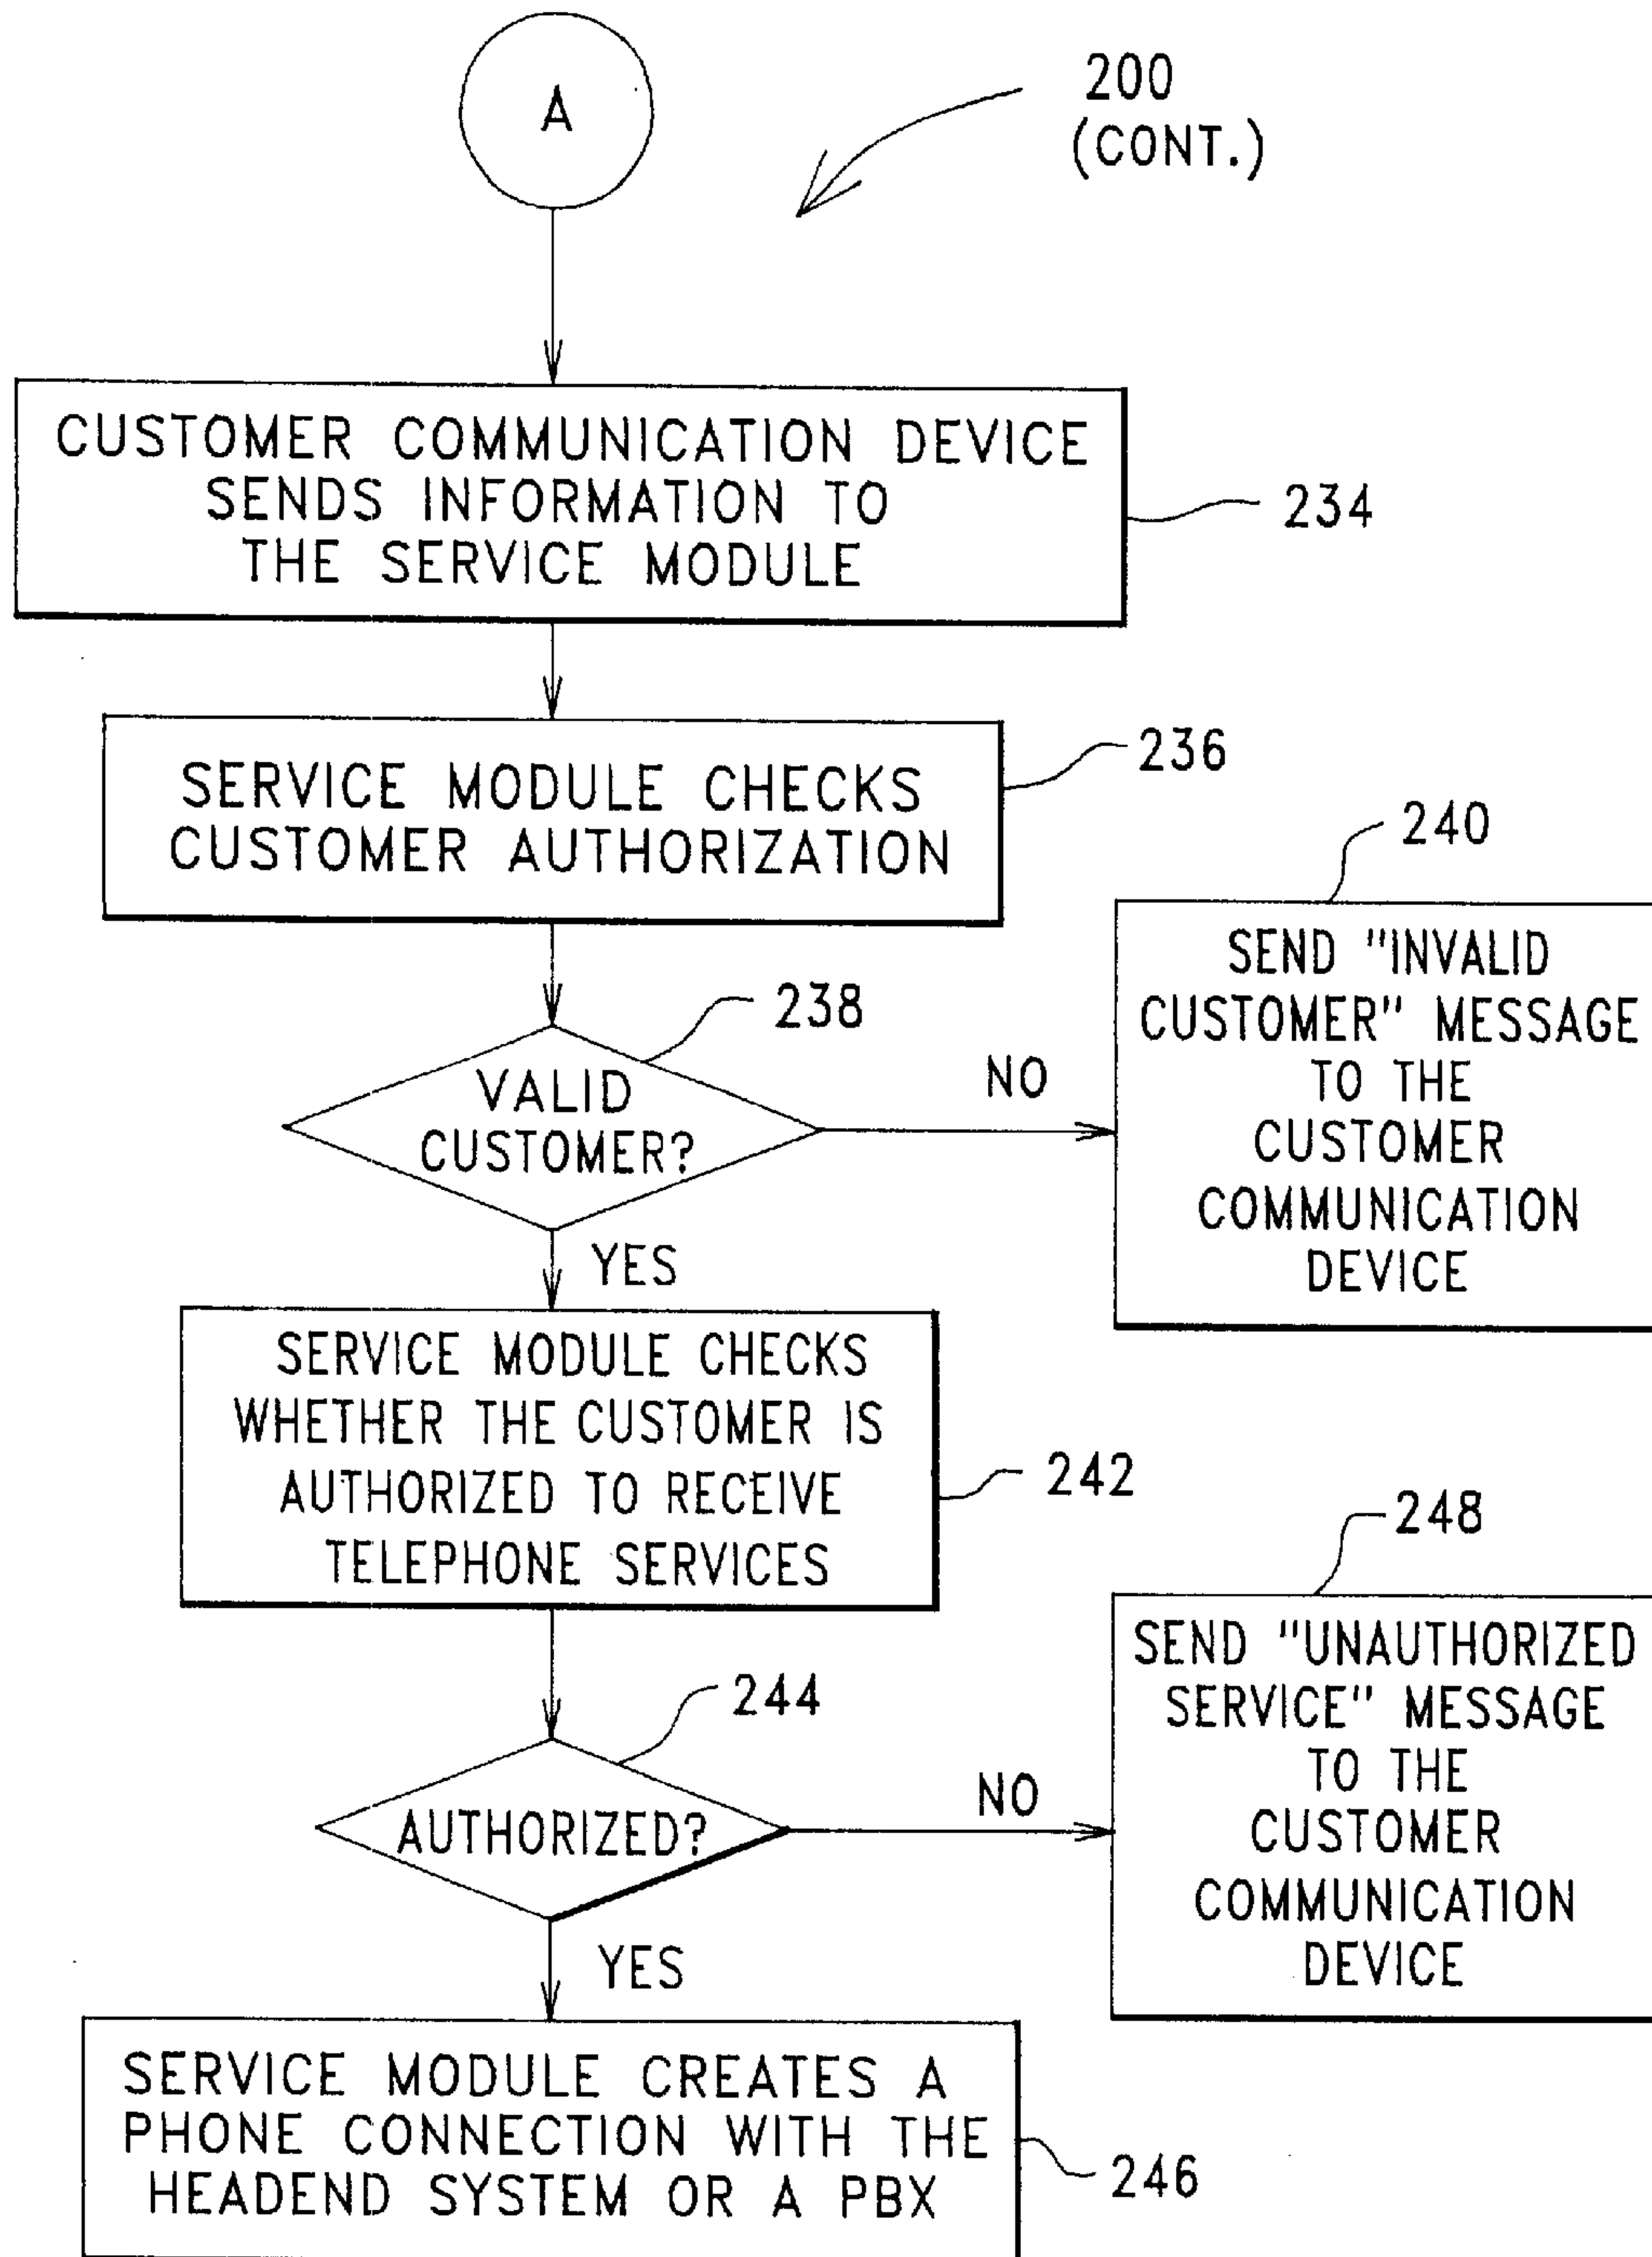 A
200
(CONT.)
CUSTOMER COMMUNICATION DEVICE
SENDS INFORMATION TO
THE SERVICE MODULE
234
SERVICE MODULE CHECKS
CUSTOMER AUTHORIZATION
236
VALID
CUSTOMER?
238
NO
240
SEND "INVALID
CUSTOMER" MESSAGE
TO THE
CUSTOMER
COMMUNICATION
DEVICE
YES
SERVICE MODULE CHECKS
WHETHER THE CUSTOMER IS
AUTHORIZED TO RECEIVE
TELEPHONE SERVICES
242
AUTHORIZED?
244
NO
248
SEND "UNAUTHORIZED
SERVICE" MESSAGE
TO THE
CUSTOMER
COMMUNICATION
DEVICE
YES
SERVICE MODULE CREATES A
PHONE CONNECTION WITH THE
HEADEND SYSTEM OR A PBX
246